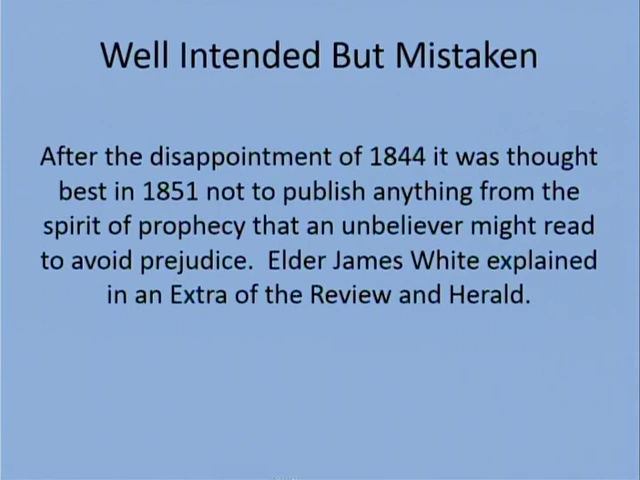 Well Intended But Mistaken
After the disappointment of 1844 it was thought
best in 1851 not to publish anything from the
spirit of prophecy that an unbeliever might read
to avoid prejudice.  Elder James White explained
in an Extra of the Review and Herald.